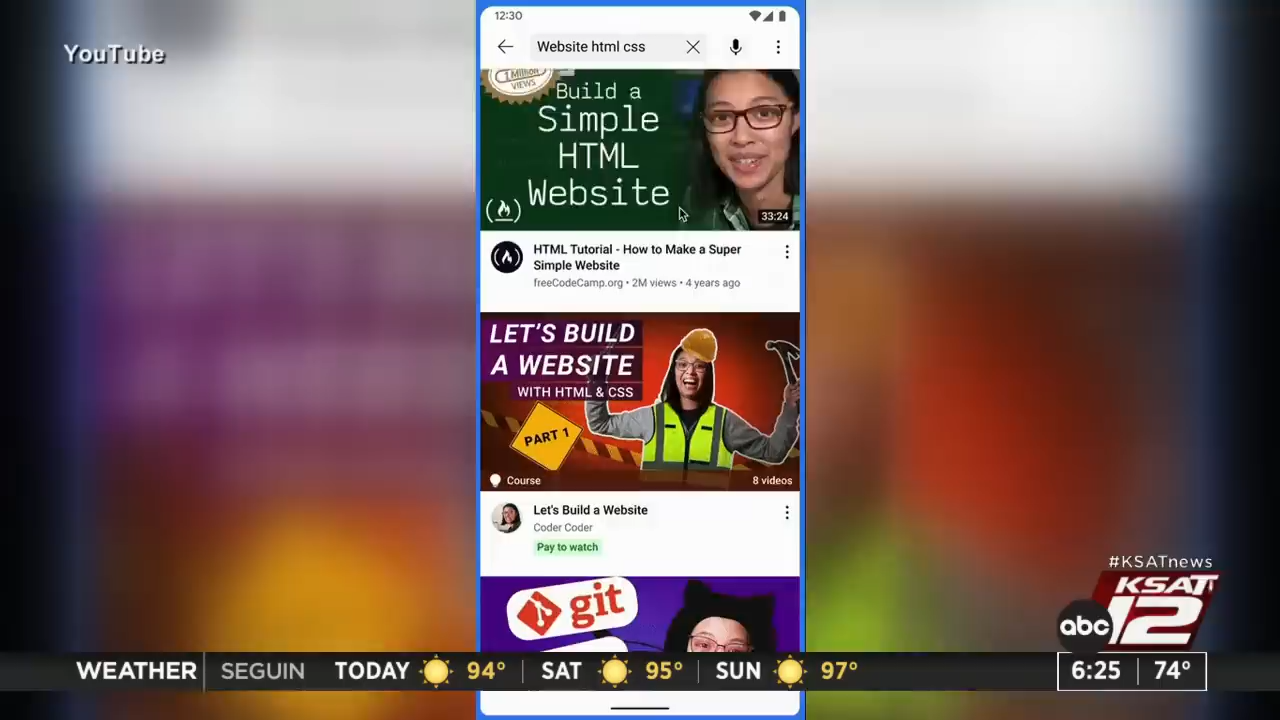 YouTube
12:30
Website html css
1 Million
VIEWS
Build a
Simple
HTML
Website
33:24
HTML Tutorial - How to Make a Super
Simple Website
freeCodeCamp.org • 2M views • 4 years ago
LET'S BUILD
A WEBSITE
WITH HTML & CSS
PART 1
Course
8 videos
Let's Build a Website
Coder Coder
Pay to watch
git
#KSATnews
KSAT
abc 12
WEATHER SEGUIN TODAY 94° SAT 95° SUN 97°
6:25 74°